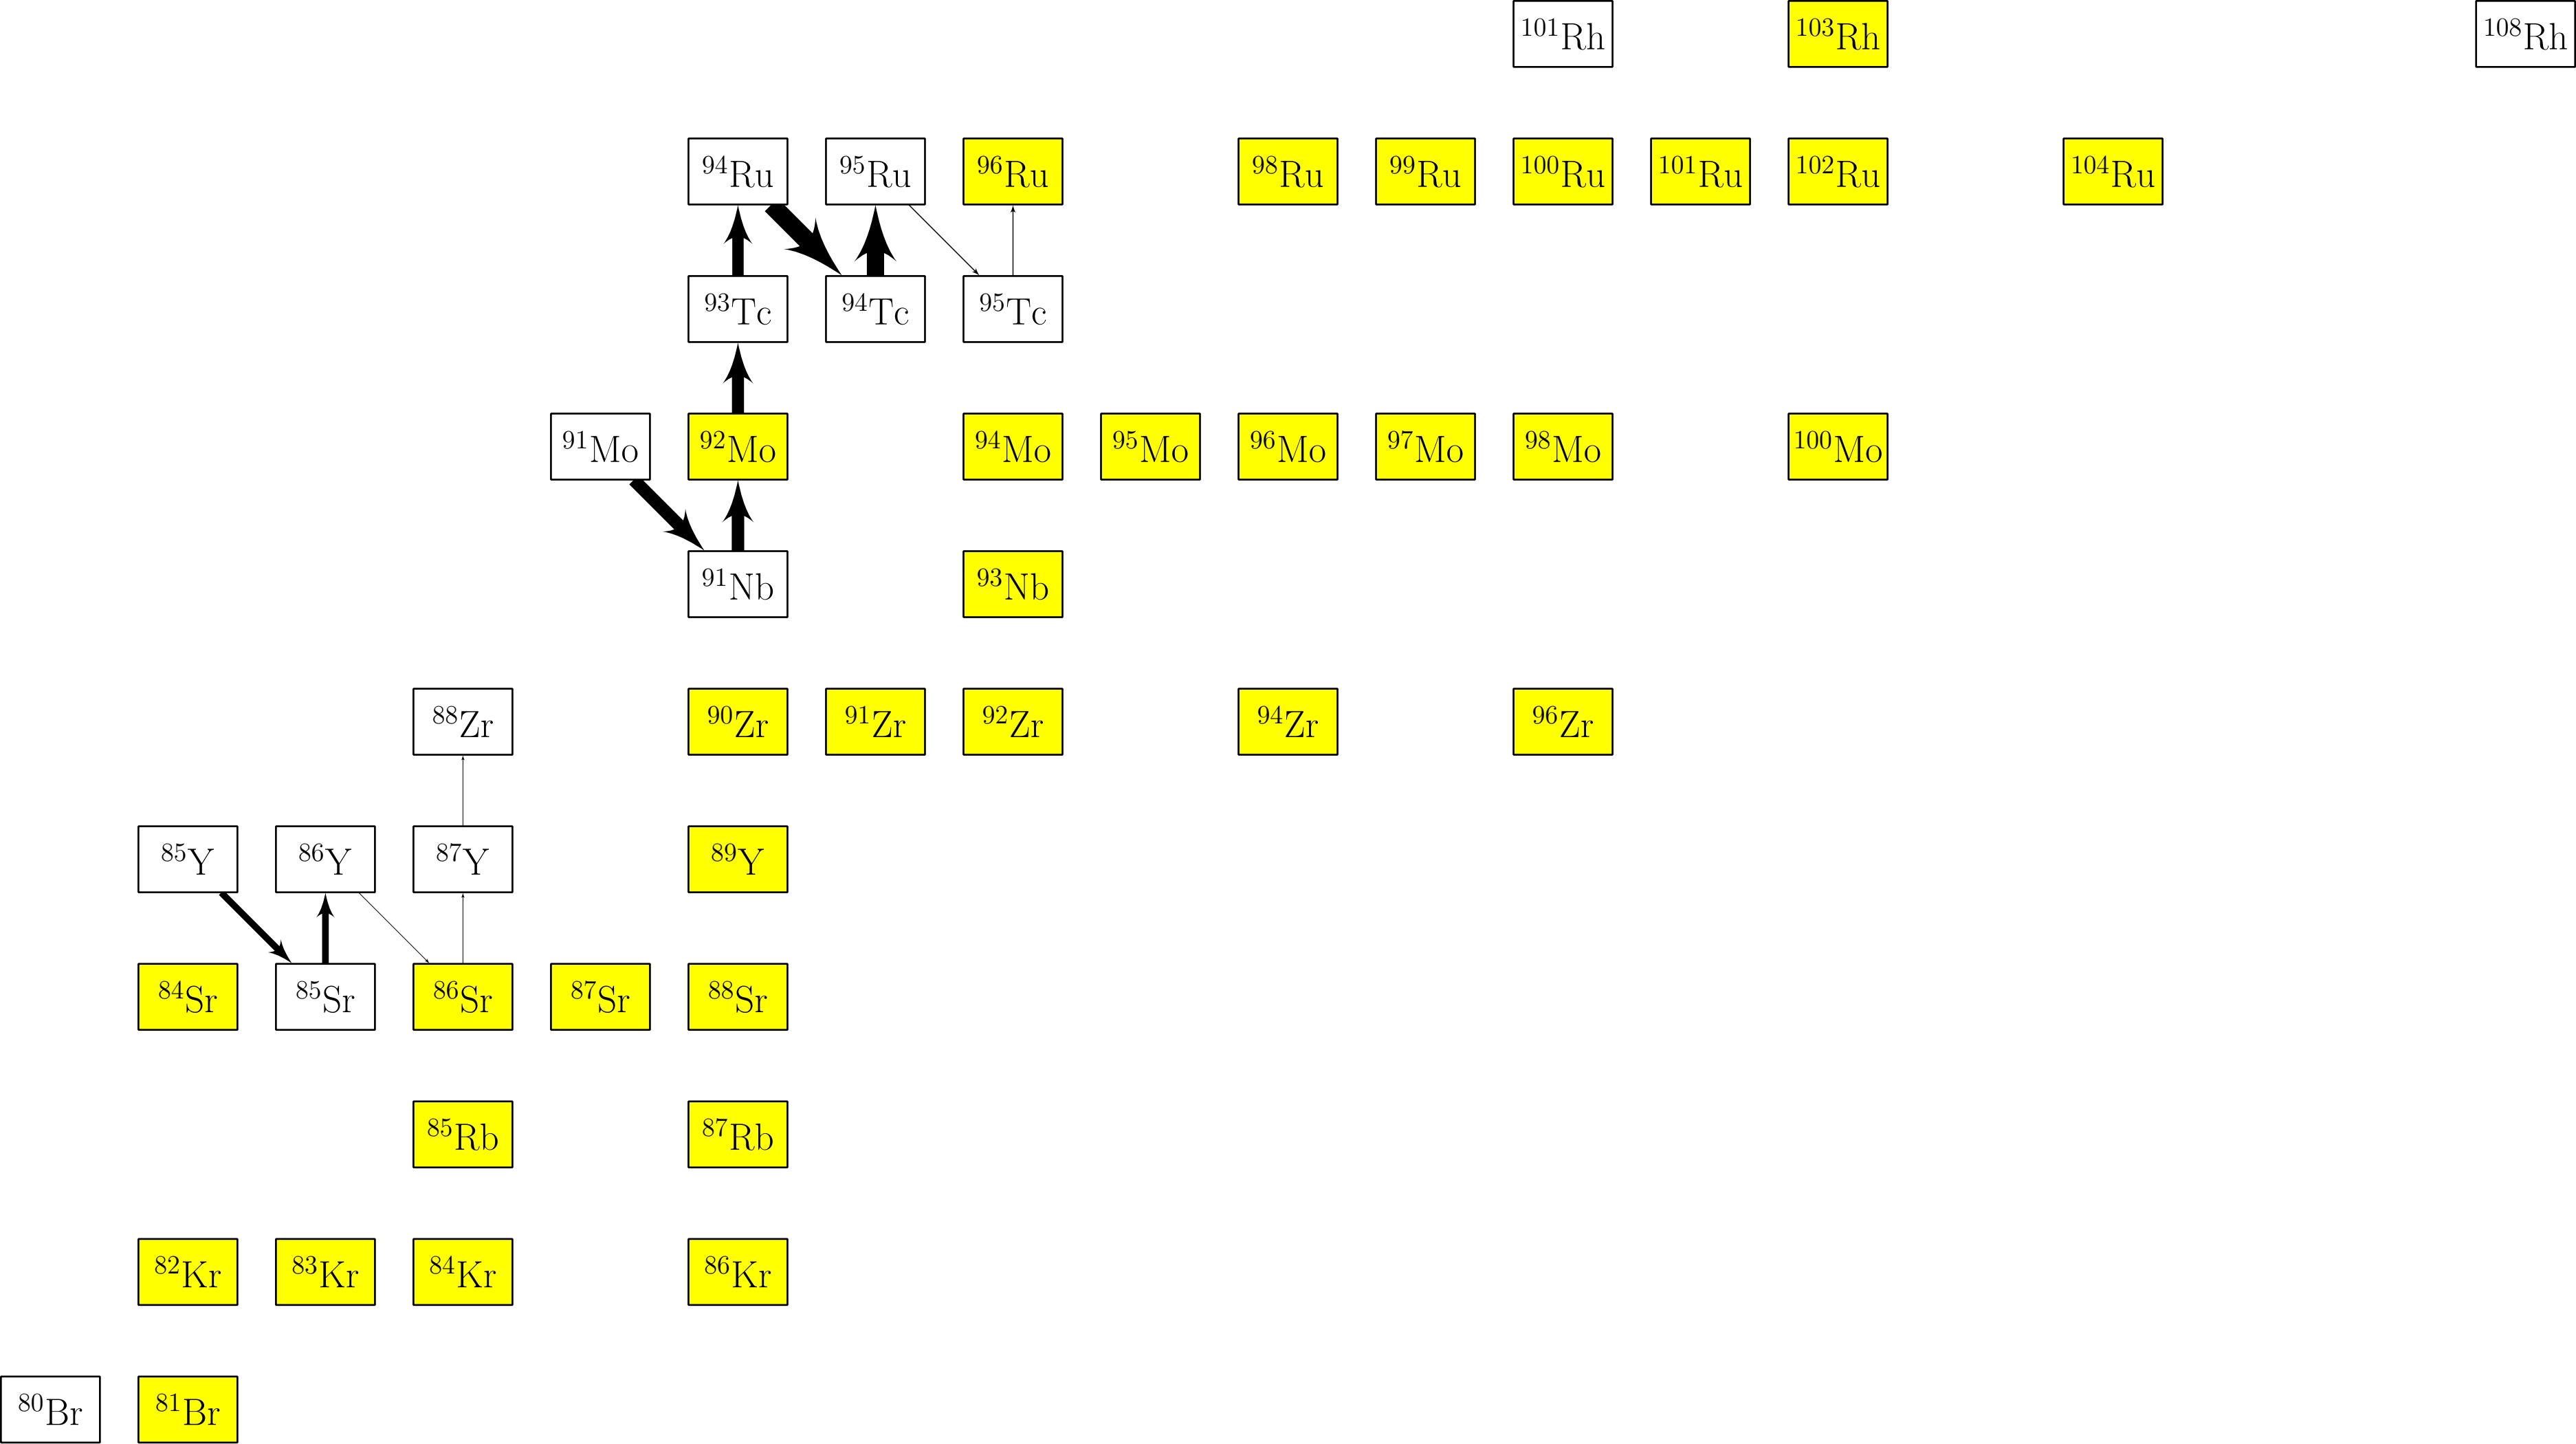 ¹⁰¹Rh ¹⁰³Rh ¹⁰⁸Rh
⁹⁴Ru ⁹⁵Ru ⁹⁶Ru ⁹⁸Ru ⁹⁹Ru ¹⁰⁰Ru ¹⁰¹Ru ¹⁰²Ru ¹⁰⁴Ru
⁹³Tc ⁹⁴Tc ⁹⁵Tc
⁹¹Mo ⁹²Mo ⁹⁴Mo ⁹⁵Mo ⁹⁶Mo ⁹⁷Mo ⁹⁸Mo ¹⁰⁰Mo
⁹¹Nb ⁹³Nb
⁸⁸Zr ⁹⁰Zr ⁹¹Zr ⁹²Zr ⁹⁴Zr ⁹⁶Zr
⁸⁵Y ⁸⁶Y ⁸⁷Y ⁸⁹Y
⁸⁴Sr ⁸⁵Sr ⁸⁶Sr ⁸⁷Sr ⁸⁸Sr
⁸⁵Rb ⁸⁷Rb
⁸²Kr ⁸³Kr ⁸⁴Kr ⁸⁶Kr
⁸⁰Br ⁸¹Br